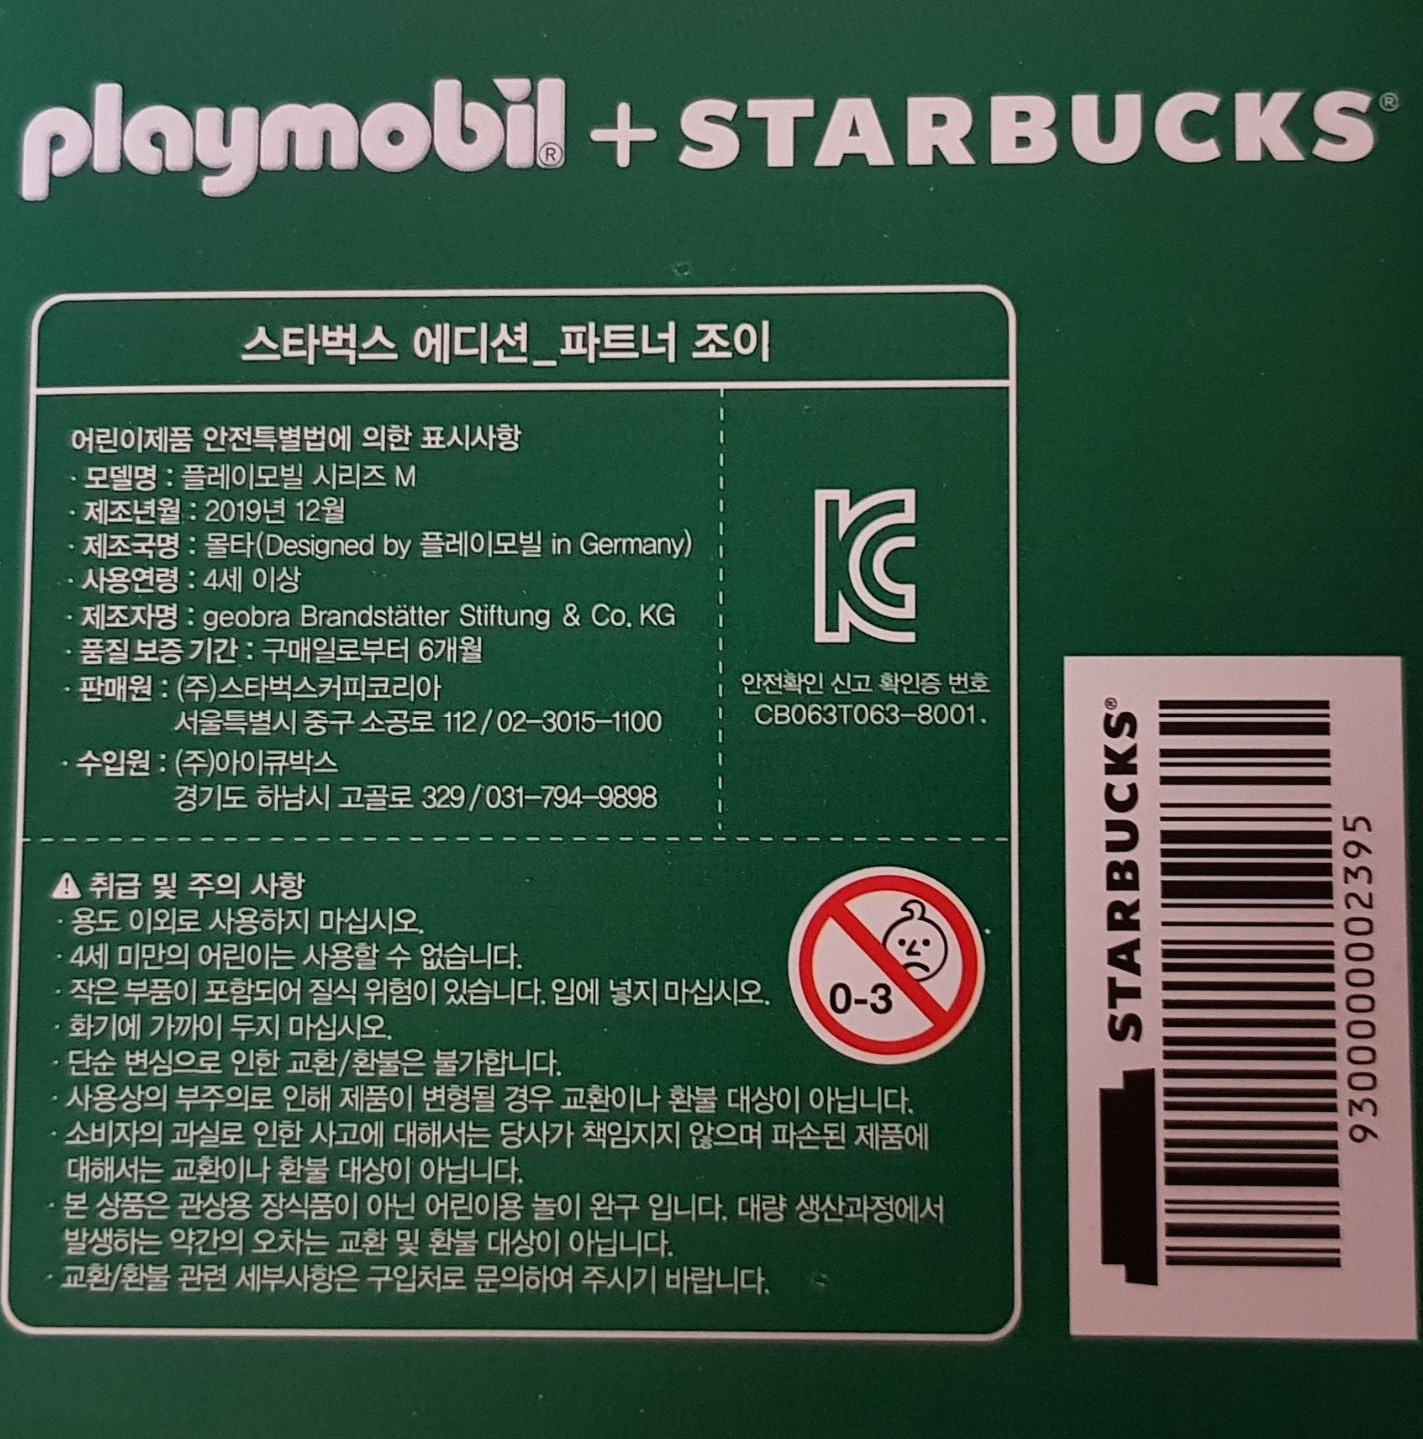 playmobil® + STARBUCKS®
스타벅스 에디션_파트너 조이
어린이제품 안전특별법에 의한 표시사항
· 모델명 : 플레이모빌 시리즈 M
· 제조년월 : 2019년 12월
· 제조국명 : 몰타(Designed by 플레이모빌 in Germany)
· 사용연령 : 4세 이상
· 제조자명 : geobra Brandstätter Stiftung & Co. KG
· 품질 보증 기간 : 구매일로부터 6개월
· 판매원 : (주)스타벅스커피코리아
서울특별시 중구 소공로 112 / 02-3015-1100
· 수입원 : (주)아이큐박스
경기도 하남시 고골로 329 / 031-794-9898
KC
안전확인 신고 확인증 번호
CB063T063-8001.
⚠ 취급 및 주의 사항
· 용도 이외로 사용하지 마십시오.
· 4세 미만의 어린이는 사용할 수 없습니다.
· 작은 부품이 포함되어 질식 위험이 있습니다. 입에 넣지 마십시오.
· 화기에 가까이 두지 마십시오.
· 단순 변심으로 인한 교환/환불은 불가합니다.
· 사용상의 부주의로 인해 제품이 변형될 경우 교환이나 환불 대상이 아닙니다.
· 소비자의 과실로 인한 사고에 대해서는 당사가 책임지지 않으며 파손된 제품에
대해서는 교환이나 환불 대상이 아닙니다.
· 본 상품은 관상용 장식품이 아닌 어린이용 놀이 완구 입니다. 대량 생산과정에서
발생하는 약간의 오차는 교환 및 환불 대상이 아닙니다.
· 교환/환불 관련 세부사항은 구입처로 문의하여 주시기 바랍니다.
0-3
STARBUCKS®
9300000002395